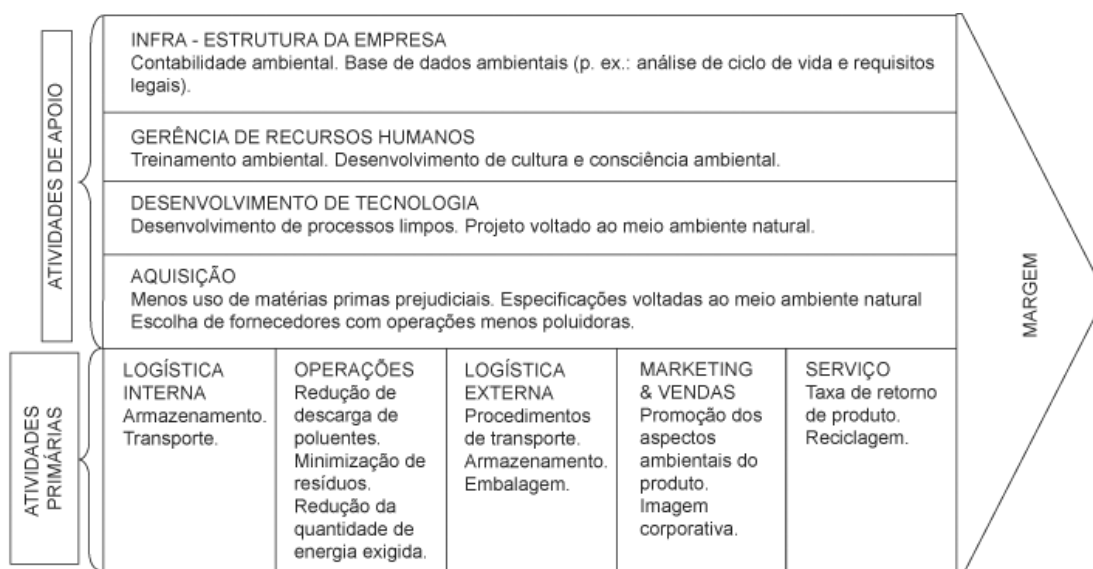 ATIVIDADES DE APOIO
INFRA - ESTRUTURA DA EMPRESA
Contabilidade ambiental. Base de dados ambientais (p. ex.: análise de ciclo de vida e requisitos
legais).
GERÊNCIA DE RECURSOS HUMANOS
Treinamento ambiental. Desenvolvimento de cultura e consciência ambiental.
DESENVOLVIMENTO DE TECNOLOGIA
Desenvolvimento de processos limpos. Projeto voltado ao meio ambiente natural.
AQUISIÇÃO
Menos uso de matérias primas prejudiciais. Especificações voltadas ao meio ambiente natural
Escolha de fornecedores com operações menos poluidoras.
ATIVIDADES
PRIMÁRIAS
LOGÍSTICA
INTERNA
Armazenamento.
Transporte.
OPERAÇÕES
Redução de
descarga de
poluentes.
Minimização de
resíduos.
Redução da
quantidade de
energia exigida.
LOGÍSTICA
EXTERNA
Procedimentos
de transporte.
Armazenamento.
Embalagem.
MARKETING
& VENDAS
Promoção dos
aspectos
ambientais do
produto.
Imagem
corporativa.
SERVIÇO
Taxa de retorno
de produto.
Reciclagem.
MARGEM